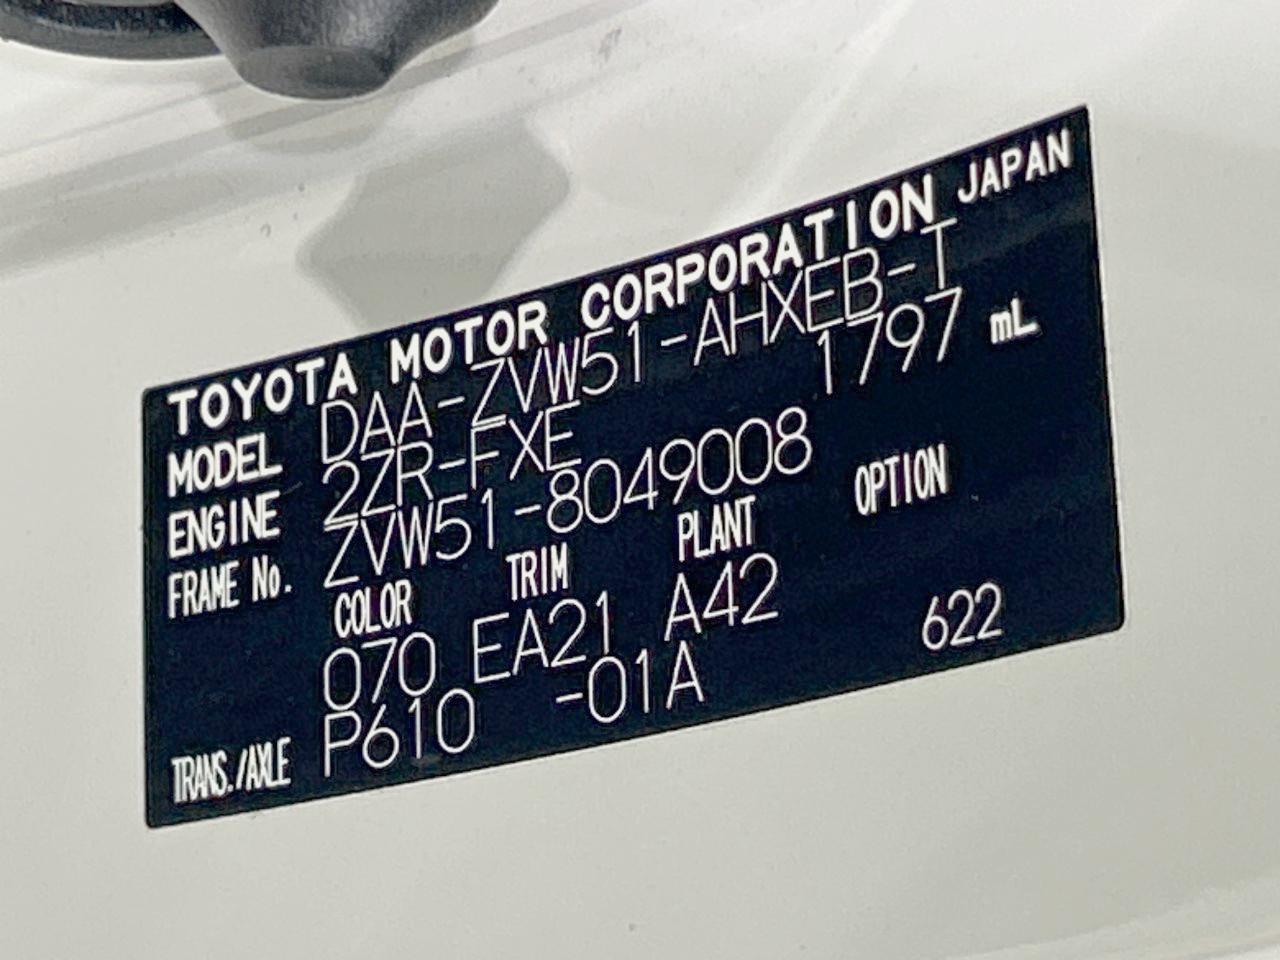 TOYOTA MOTOR CORPORATION JAPAN
MODEL DAA-ZVW51-AHXEB-T
ENGINE 2ZR-FXE 1797 mL
FRAME No. ZVW51-8049008
COLOR TRIM PLANT OPTION
070 EA21 A42
TRANS./AXLE P610 -01A 622